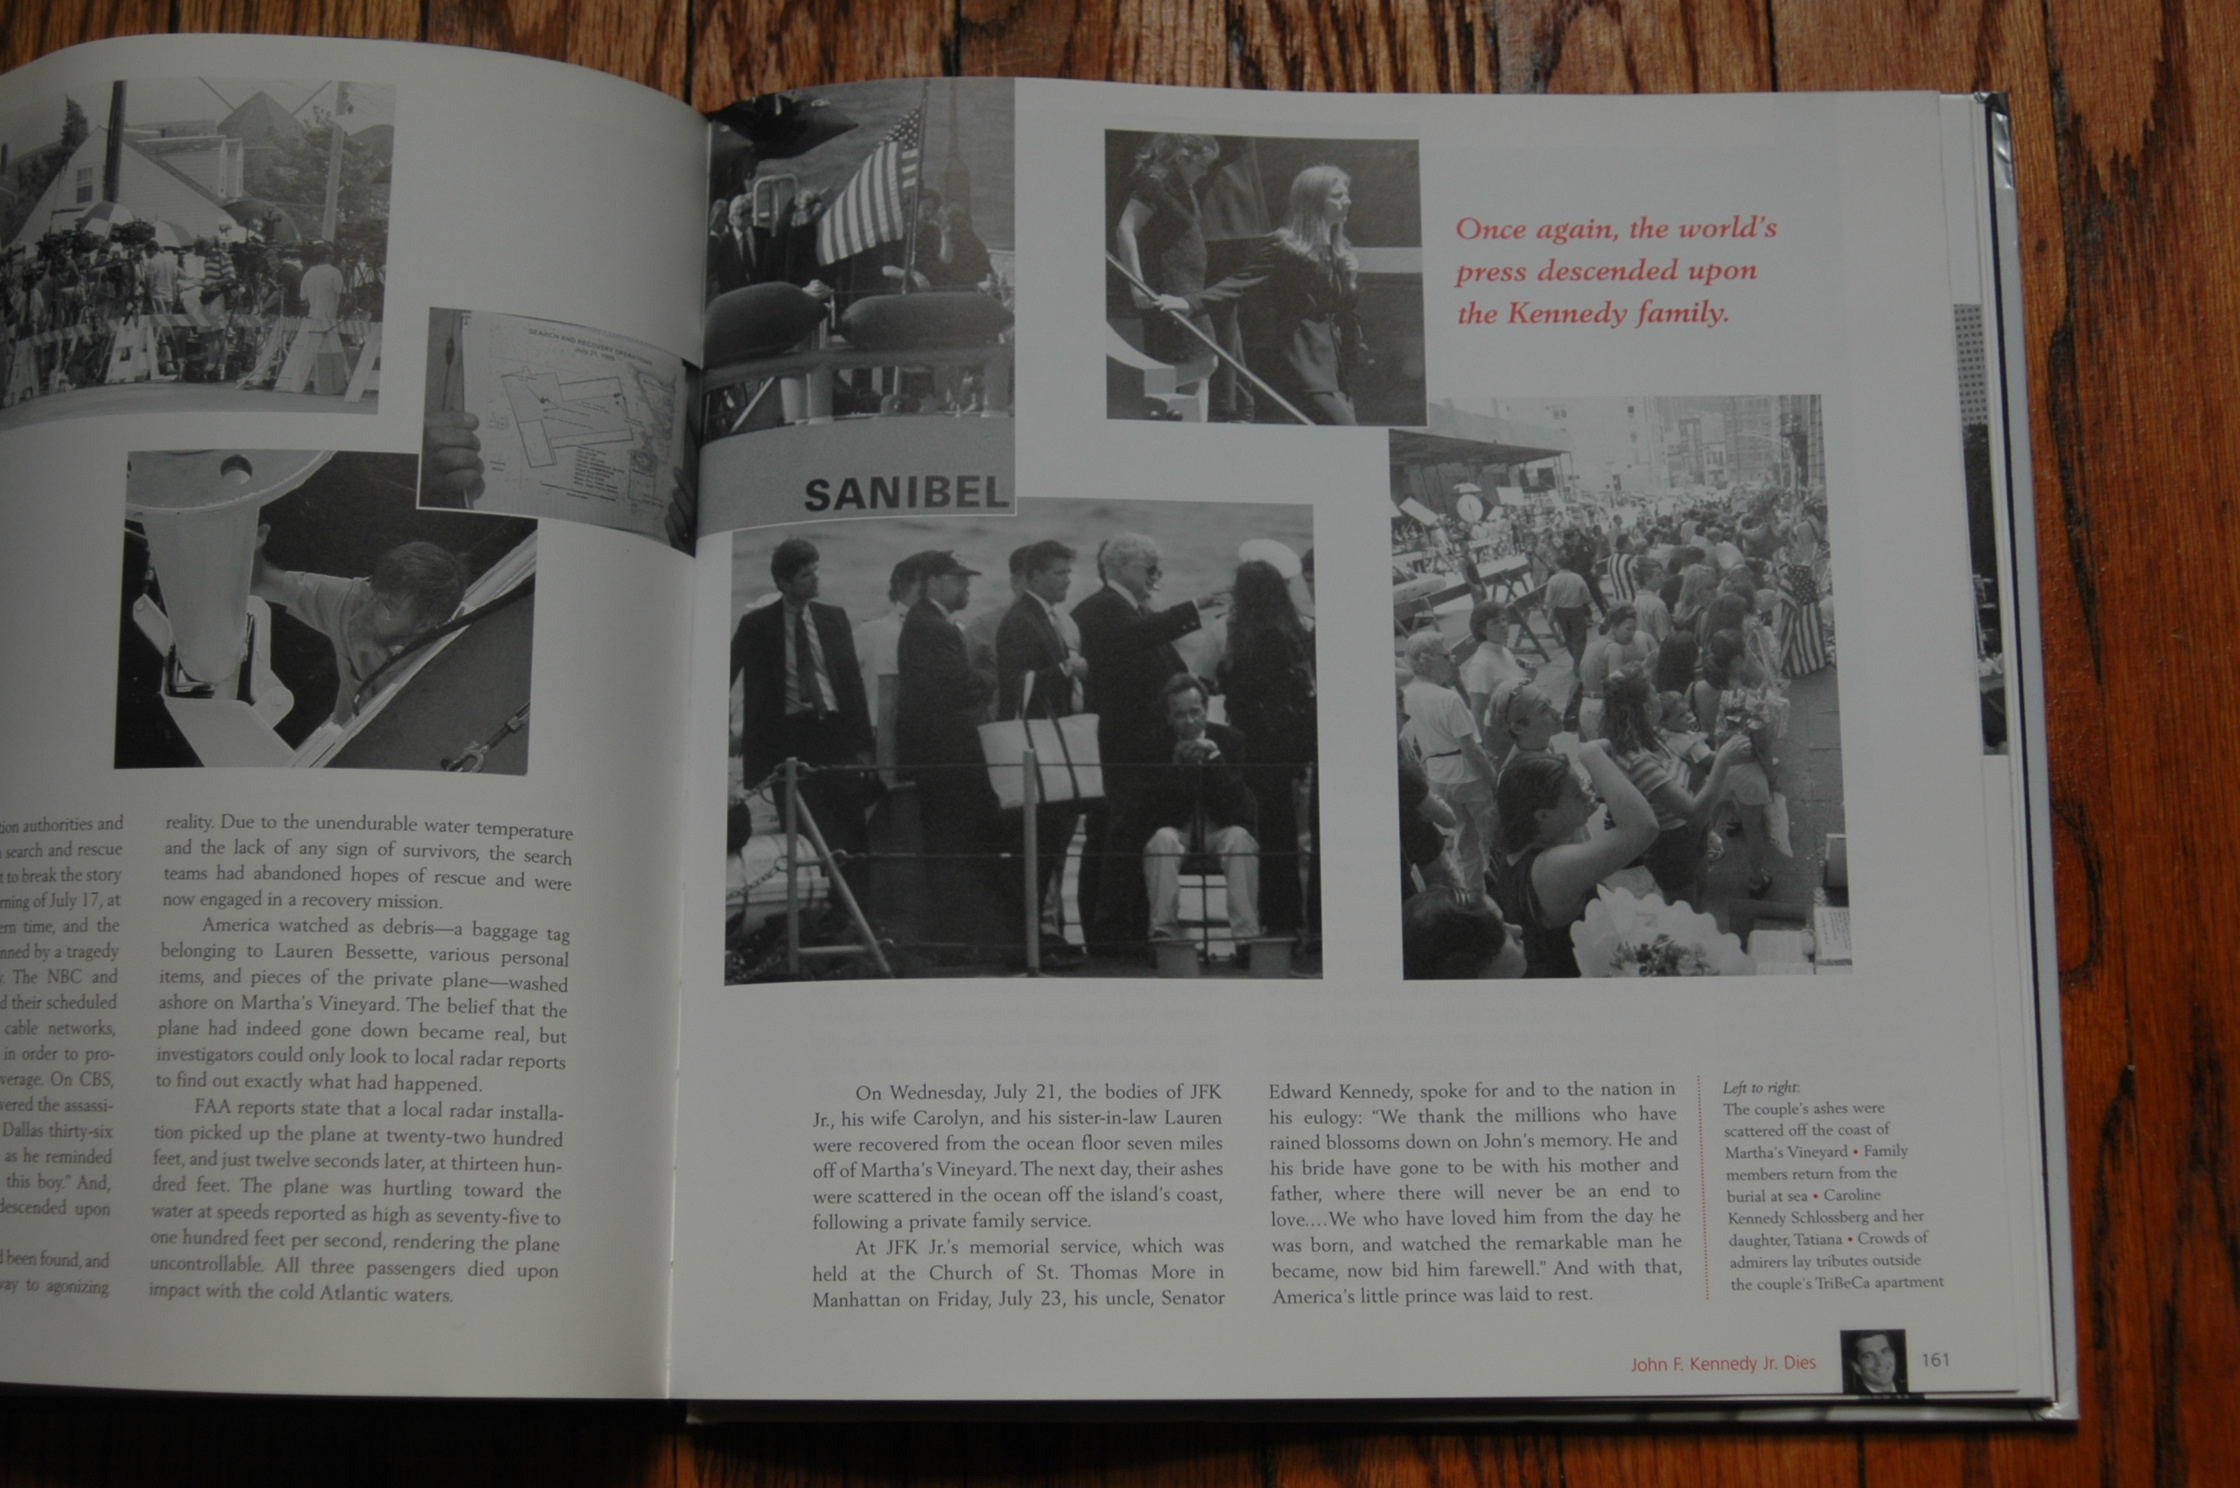 SEARCH AND RECOVERY OPERATIONS
July 21, 1999
SANIBEL
Once again, the world's
press descended upon
the Kennedy family.
ion authorities and
search and rescue
t to break the story
rning of July 17, at
ern time, and the
nned by a tragedy
. The NBC and
d their scheduled
cable networks,
in order to pro-
verage. On CBS,
vered the assassi-
Dallas thirty-six
as he reminded
this boy." And,
descended upon
been found, and
way to agonizing
reality. Due to the unendurable water temperature
and the lack of any sign of survivors, the search
teams had abandoned hopes of rescue and were
now engaged in a recovery mission.
America watched as debris—a baggage tag
belonging to Lauren Bessette, various personal
items, and pieces of the private plane—washed
ashore on Martha's Vineyard. The belief that the
plane had indeed gone down became real, but
investigators could only look to local radar reports
to find out exactly what had happened.
FAA reports state that a local radar installa-
tion picked up the plane at twenty-two hundred
feet, and just twelve seconds later, at thirteen hun-
dred feet. The plane was hurtling toward the
water at speeds reported as high as seventy-five to
one hundred feet per second, rendering the plane
uncontrollable. All three passengers died upon
impact with the cold Atlantic waters.
On Wednesday, July 21, the bodies of JFK
Jr., his wife Carolyn, and his sister-in-law Lauren
were recovered from the ocean floor seven miles
off of Martha's Vineyard. The next day, their ashes
were scattered in the ocean off the island's coast,
following a private family service.
At JFK Jr.'s memorial service, which was
held at the Church of St. Thomas More in
Manhattan on Friday, July 23, his uncle, Senator
Edward Kennedy, spoke for and to the nation in
his eulogy: "We thank the millions who have
rained blossoms down on John's memory. He and
his bride have gone to be with his mother and
father, where there will never be an end to
love....We who have loved him from the day he
was born, and watched the remarkable man he
became, now bid him farewell." And with that,
America's little prince was laid to rest.
Left to right:
The couple's ashes were
scattered off the coast of
Martha's Vineyard • Family
members return from the
burial at sea • Caroline
Kennedy Schlossberg and her
daughter, Tatiana • Crowds of
admirers lay tributes outside
the couple's TriBeCa apartment
John F. Kennedy Jr. Dies
161